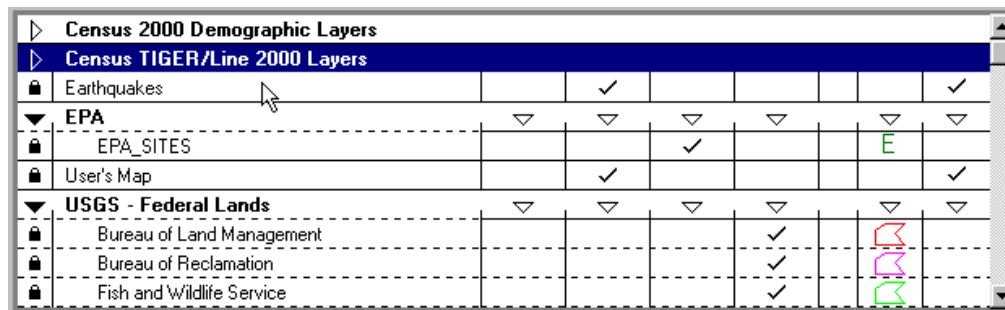 Census 2000 Demographic Layers
Census TIGER/Line 2000 Layers
Earthquakes
EPA
EPA_SITES E
User's Map
USGS - Federal Lands
Bureau of Land Management
Bureau of Reclamation
Fish and Wildlife Service